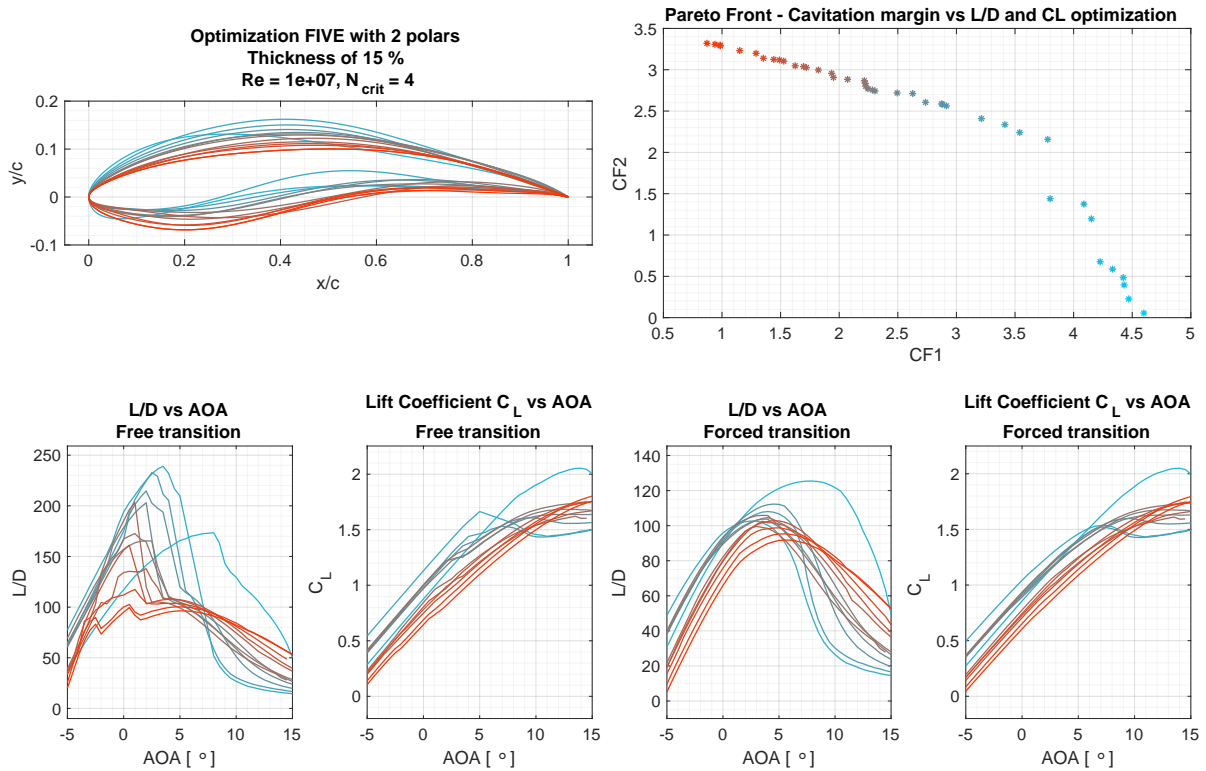 Optimization FIVE with 2 polars
Thickness of 15 %
Re = 1e+07, N_crit = 4
0.2
0.1
0
-0.1
y/c
0 0.2 0.4 0.6 0.8 1
x/c
Pareto Front - Cavitation margin vs L/D and CL optimization
3.5
3
2.5
2
1.5
1
0.5
0
CF2
0.5 1 1.5 2 2.5 3 3.5 4 4.5 5
CF1
L/D vs AOA
Free transition
250
200
150
100
50
0
L/D
-5 0 5 10 15
AOA [ º]
Lift Coefficient C_L vs AOA
Free transition
2
1.5
1
0.5
0
C_L
-5 0 5 10 15
AOA [ º]
L/D vs AOA
Forced transition
140
120
100
80
60
40
20
0
L/D
-5 0 5 10 15
AOA [ º]
Lift Coefficient C_L vs AOA
Forced transition
2
1.5
1
0.5
0
C_L
-5 0 5 10 15
AOA [ º]